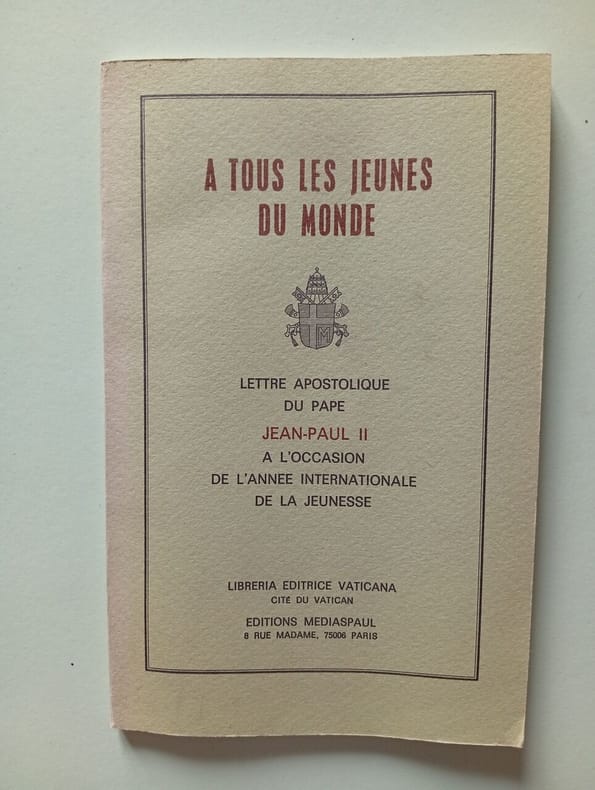 A TOUS LES JEUNES
DU MONDE
M
LETTRE APOSTOLIQUE
DU PAPE
JEAN-PAUL II
A L'OCCASION
DE L'ANNEE INTERNATIONALE
DE LA JEUNESSE
LIBRERIA EDITRICE VATICANA
CITÉ DU VATICAN
EDITIONS MEDIASPAUL
8 RUE MADAME, 75006 PARIS